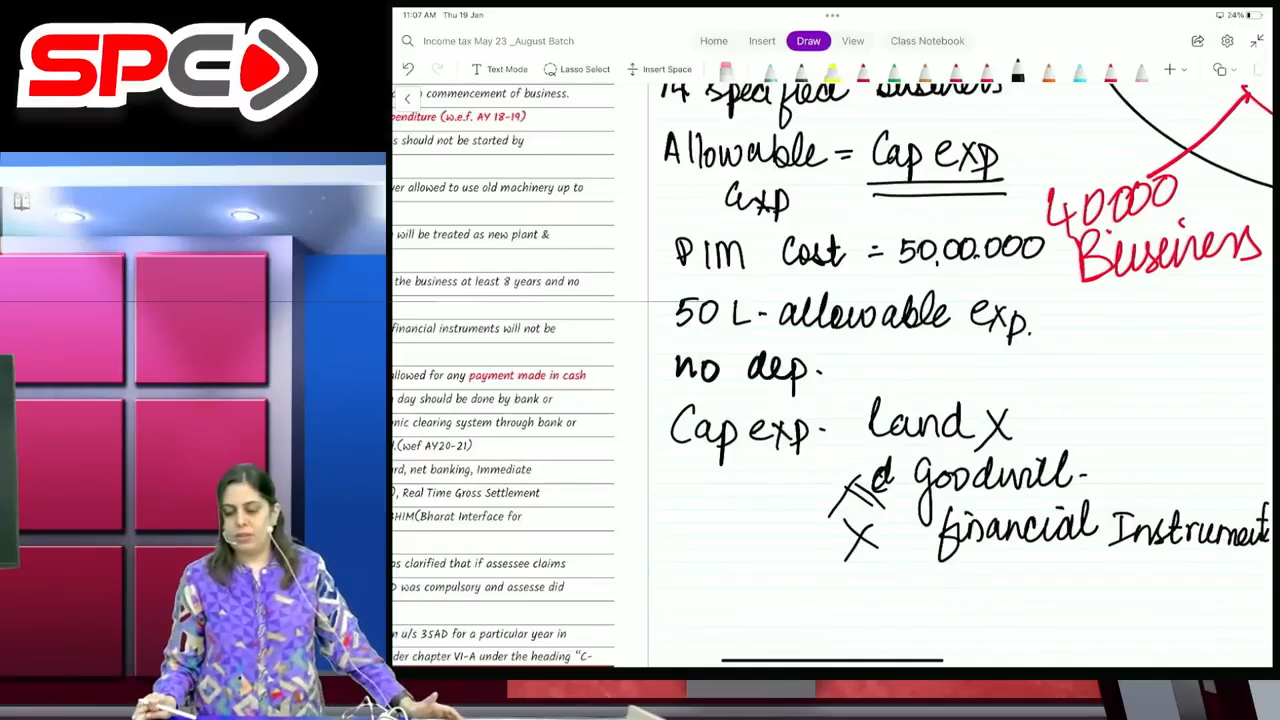 SPC
11:07 AM Thu 19 Jan
24%
Income tax May 23 _August Batch
Home Insert Draw View Class Notebook
Text Mode Lasso Select Insert Space
commencement of business.
penditure (w.e.f. AY 18-19)
s should not be started by
ver allowed to use old machinery up to
will be treated as new plant &
the business at least 8 years and no
financial instruments will not be
llowed for any payment made in cash
day should be done by bank or
nic clearing system through bank or
l.(wef AY20-21)
rd, net banking, Immediate
), Real Time Gross Settlement
BHIM(Bharat Interface for
as clarified that if assessee claims
D was compulsory and assesse did
n u/s 35AD for a particular year in
der chapter VI-A under the heading "C-
14 specified business
Allowable = Cap exp
exp
P I M Cost = 50,00,000
50 L - allowable exp.
no dep.
Cap exp. land X
X goodwill -
X financial Instrument
40000
Business